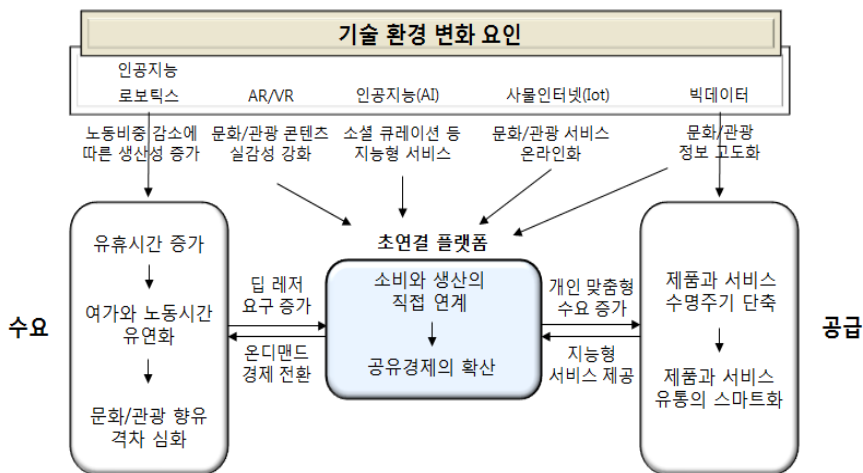 기술 환경 변화 요인
인공지능
로보틱스
AR/VR
인공지능(AI)
사물인터넷(Iot)
빅데이터
노동비중 감소에
따른 생산성 증가
문화/관광 콘텐츠
실감성 강화
소셜 큐레이션 등
지능형 서비스
문화/관광 서비스
온라인화
문화/관광
정보 고도화
수요
유휴시간 증가
여가와 노동시간
유연화
문화/관광 향유
격차 심화
딥 레저
요구 증가
온디맨드
경제 전환
초연결 플랫폼
소비와 생산의
직접 연계
공유경제의 확산
개인 맞춤형
수요 증가
지능형
서비스 제공
제품과 서비스
수명주기 단축
제품과 서비스
유통의 스마트화
공급